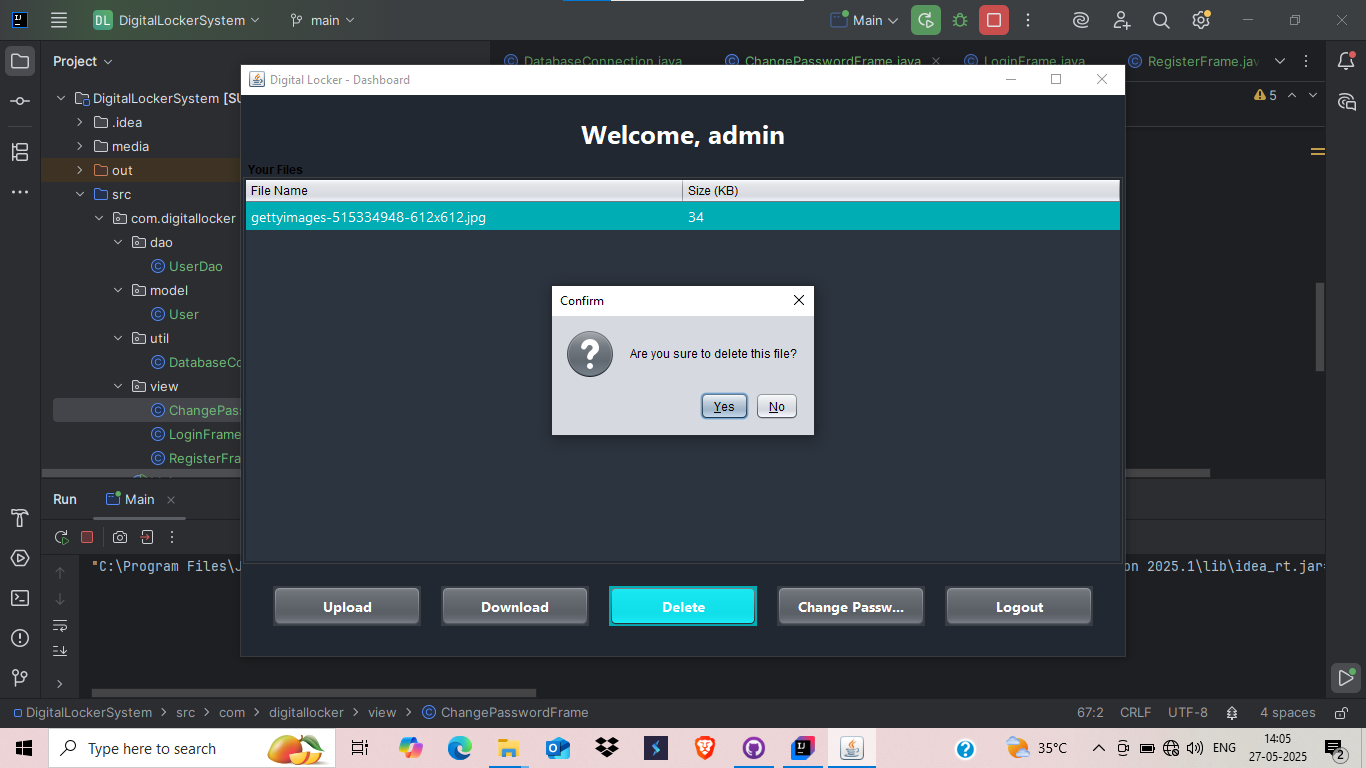 DL DigitalLockerSystem main Main
Project
DatabaseConnection.java ChangePasswordFrame.java LoginFrame.java RegisterFrame.jav
Digital Locker - Dashboard
5
DigitalLockerSystem [SU
.idea
media
out
src
com.digitallocker
dao
UserDao
model
User
util
DatabaseCo
view
ChangePass
LoginFrame
RegisterFra
Welcome, admin
Your Files
File Name Size (KB)
gettyimages-515334948-612x612.jpg 34
Confirm
Are you sure to delete this file?
Yes No
Upload Download Delete Change Passw... Logout
Run Main
"C:\Program Files\J
on 2025.1\lib\idea_rt.jar=
DigitalLockerSystem > src > com > digitallocker > view > ChangePasswordFrame 67:2 CRLF UTF-8 4 spaces
Type here to search
35°C ENG 14:05
27-05-2025
2